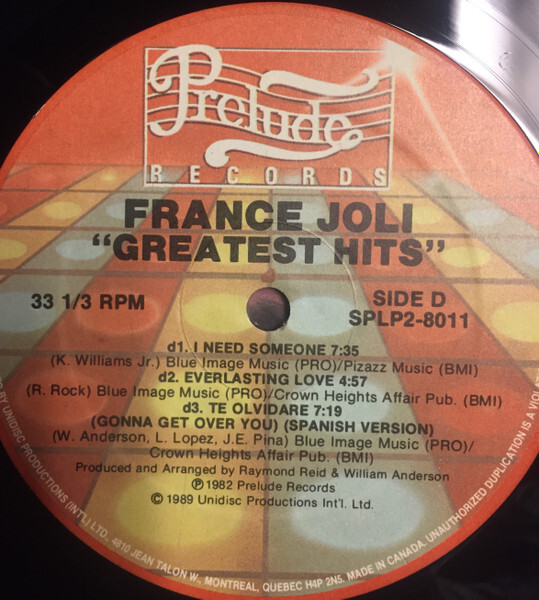 Prelude
RECORDS
FRANCE JOLI
"GREATEST HITS"
33 1/3 RPM
SIDE D
SPLP2-8011
d1. I NEED SOMEONE 7:35
(K. Williams Jr.) Blue Image Music (PRO)/Pizazz Music (BMI)
d2. EVERLASTING LOVE 4:57
(R. Rock) Blue Image Music (PRO)/Crown Heights Affair Pub. (BMI)
d3. TE OLVIDARE 7:19
(GONNA GET OVER YOU) (SPANISH VERSION)
(W. Anderson, L. Lopez, J.E. Pina) Blue Image Music (PRO)/
Crown Heights Affair Pub. (BMI)
Produced and Arranged by Raymond Reid & William Anderson
℗ 1982 Prelude Records
© 1989 Unidisc Productions Int'l. Ltd.
BY UNIDISC PRODUCTIONS (INT'L) LTD., 4810 JEAN TALON W., MONTREAL, QUEBEC H4P 2N5. MADE IN CANADA. UNAUTHORIZED DUPLICATION IS A